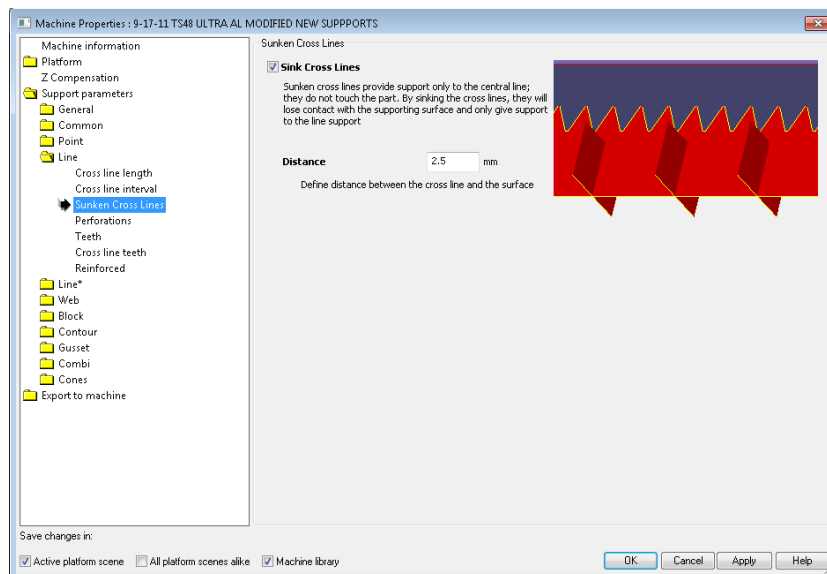 Machine Properties : 9-17-11 TS48 ULTRA AL MODIFIED NEW SUPPPORTS
Machine information
Platform
Z Compensation
Support parameters
General
Common
Point
Line
Cross line length
Cross line interval
Sunken Cross Lines
Perforations
Teeth
Cross line teeth
Reinforced
Line*
Web
Block
Contour
Gusset
Combi
Cones
Export to machine
Sunken Cross Lines
Sink Cross Lines
Sunken cross lines provide support only to the central line;
they do not touch the part. By sinking the cross lines, they will
lose contact with the supporting surface and only give support
to the line support
Distance 2.5 mm
Define distance between the cross line and the surface
Save changes in:
Active platform scene All platform scenes alike Machine library
OK Cancel Apply Help